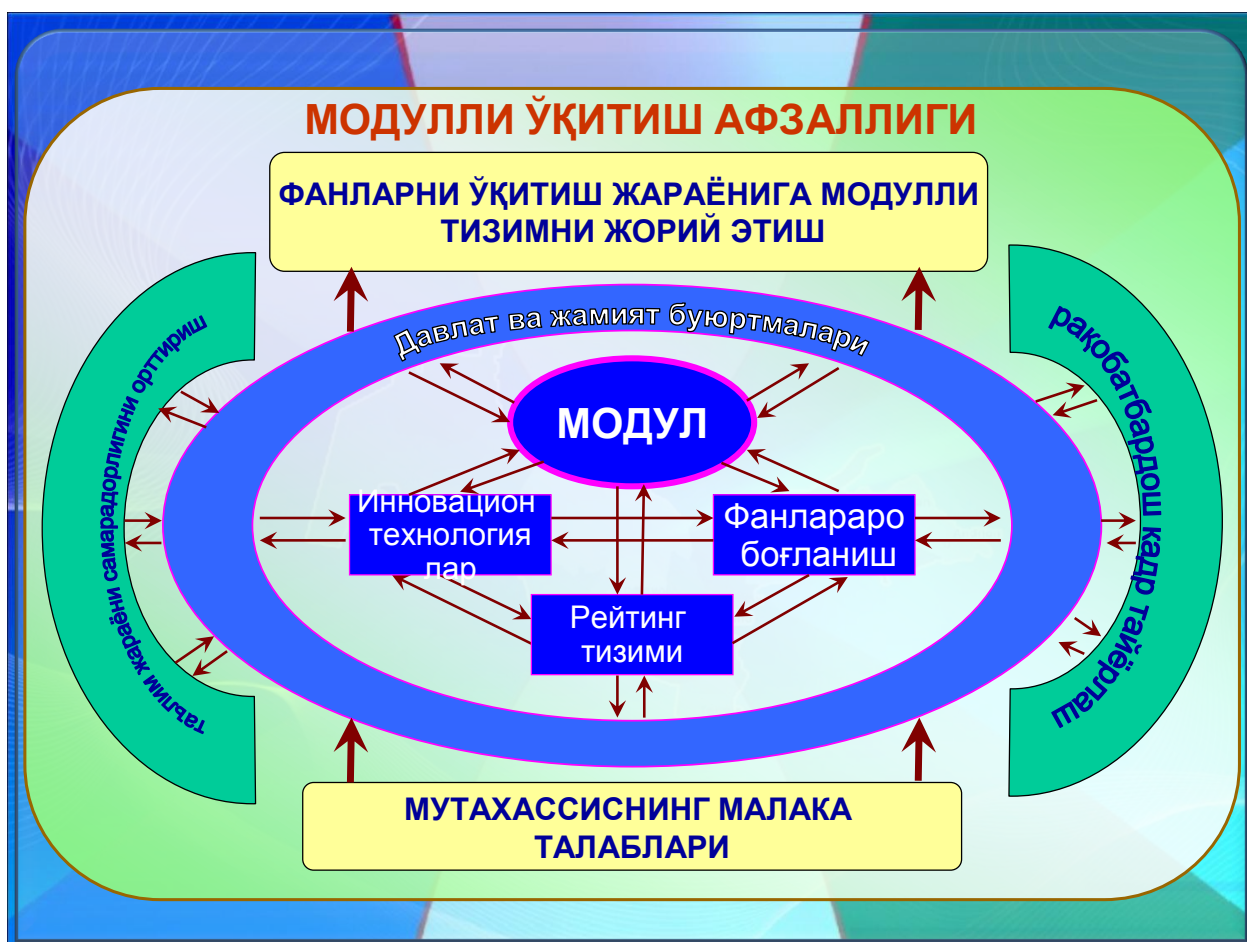 МОДУЛЛИ ЎҚИТИШ АФЗАЛЛИГИ
ФАНЛАРНИ ЎҚИТИШ ЖАРАЁНИГА МОДУЛЛИ
ТИЗИМНИ ЖОРИЙ ЭТИШ
Давлат ва жамият буюртмалари
таълим жараёни самарадорлигини орттириш
рақобатбардош кадр тайёрлаш
МОДУЛ
Инновацион
технология
лар
Фанлараро
боғланиш
Рейтинг
тизими
МУТАХАССИСНИНГ МАЛАКА
ТАЛАБЛАРИ